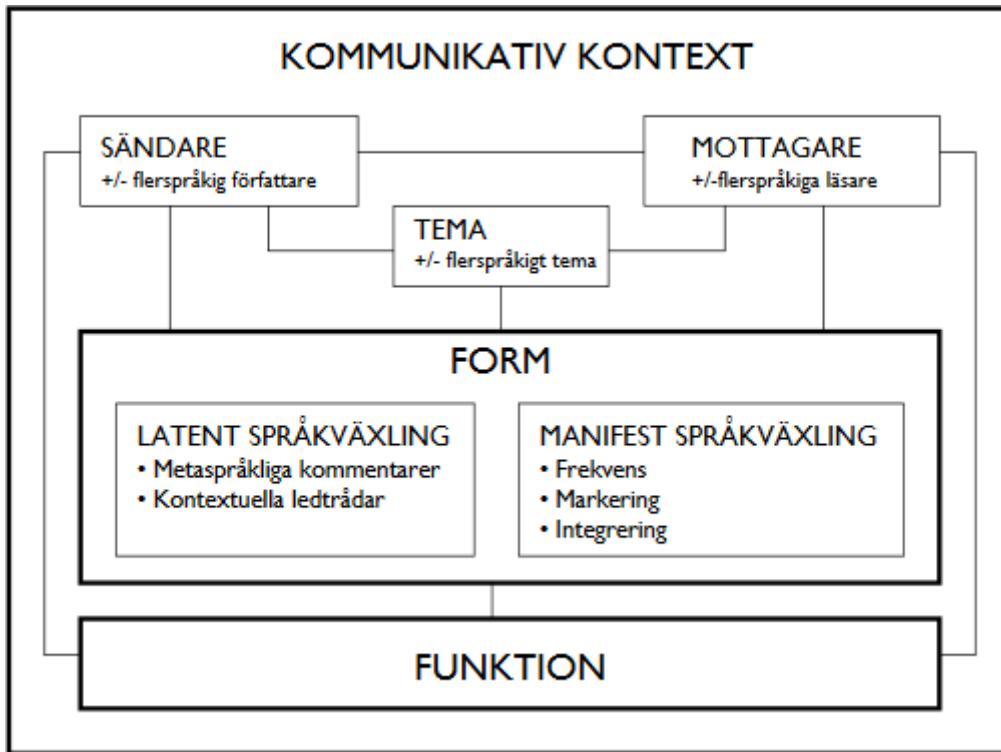 KOMMUNIKATIV KONTEXT
SÄNDARE
+/- flerspråkig författare
MOTTAGARE
+/-flerspråkiga läsare
TEMA
+/- flerspråkigt tema
FORM
LATENT SPRÅKVÄXLING
• Metaspråkliga kommentarer
• Kontextuella ledtrådar
MANIFEST SPRÅKVÄXLING
• Frekvens
• Markering
• Integrering
FUNKTION